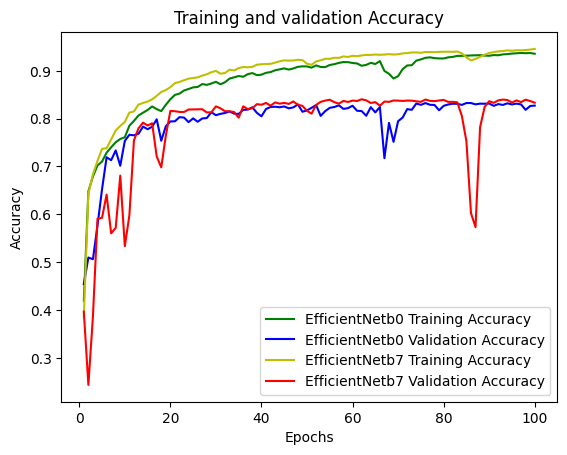 Training and validation Accuracy
Accuracy
0.9
0.8
0.7
0.6
0.5
0.4
0.3
EfficientNetb0 Training Accuracy
EfficientNetb0 Validation Accuracy
EfficientNetb7 Training Accuracy
EfficientNetb7 Validation Accuracy
0 20 40 60 80 100
Epochs